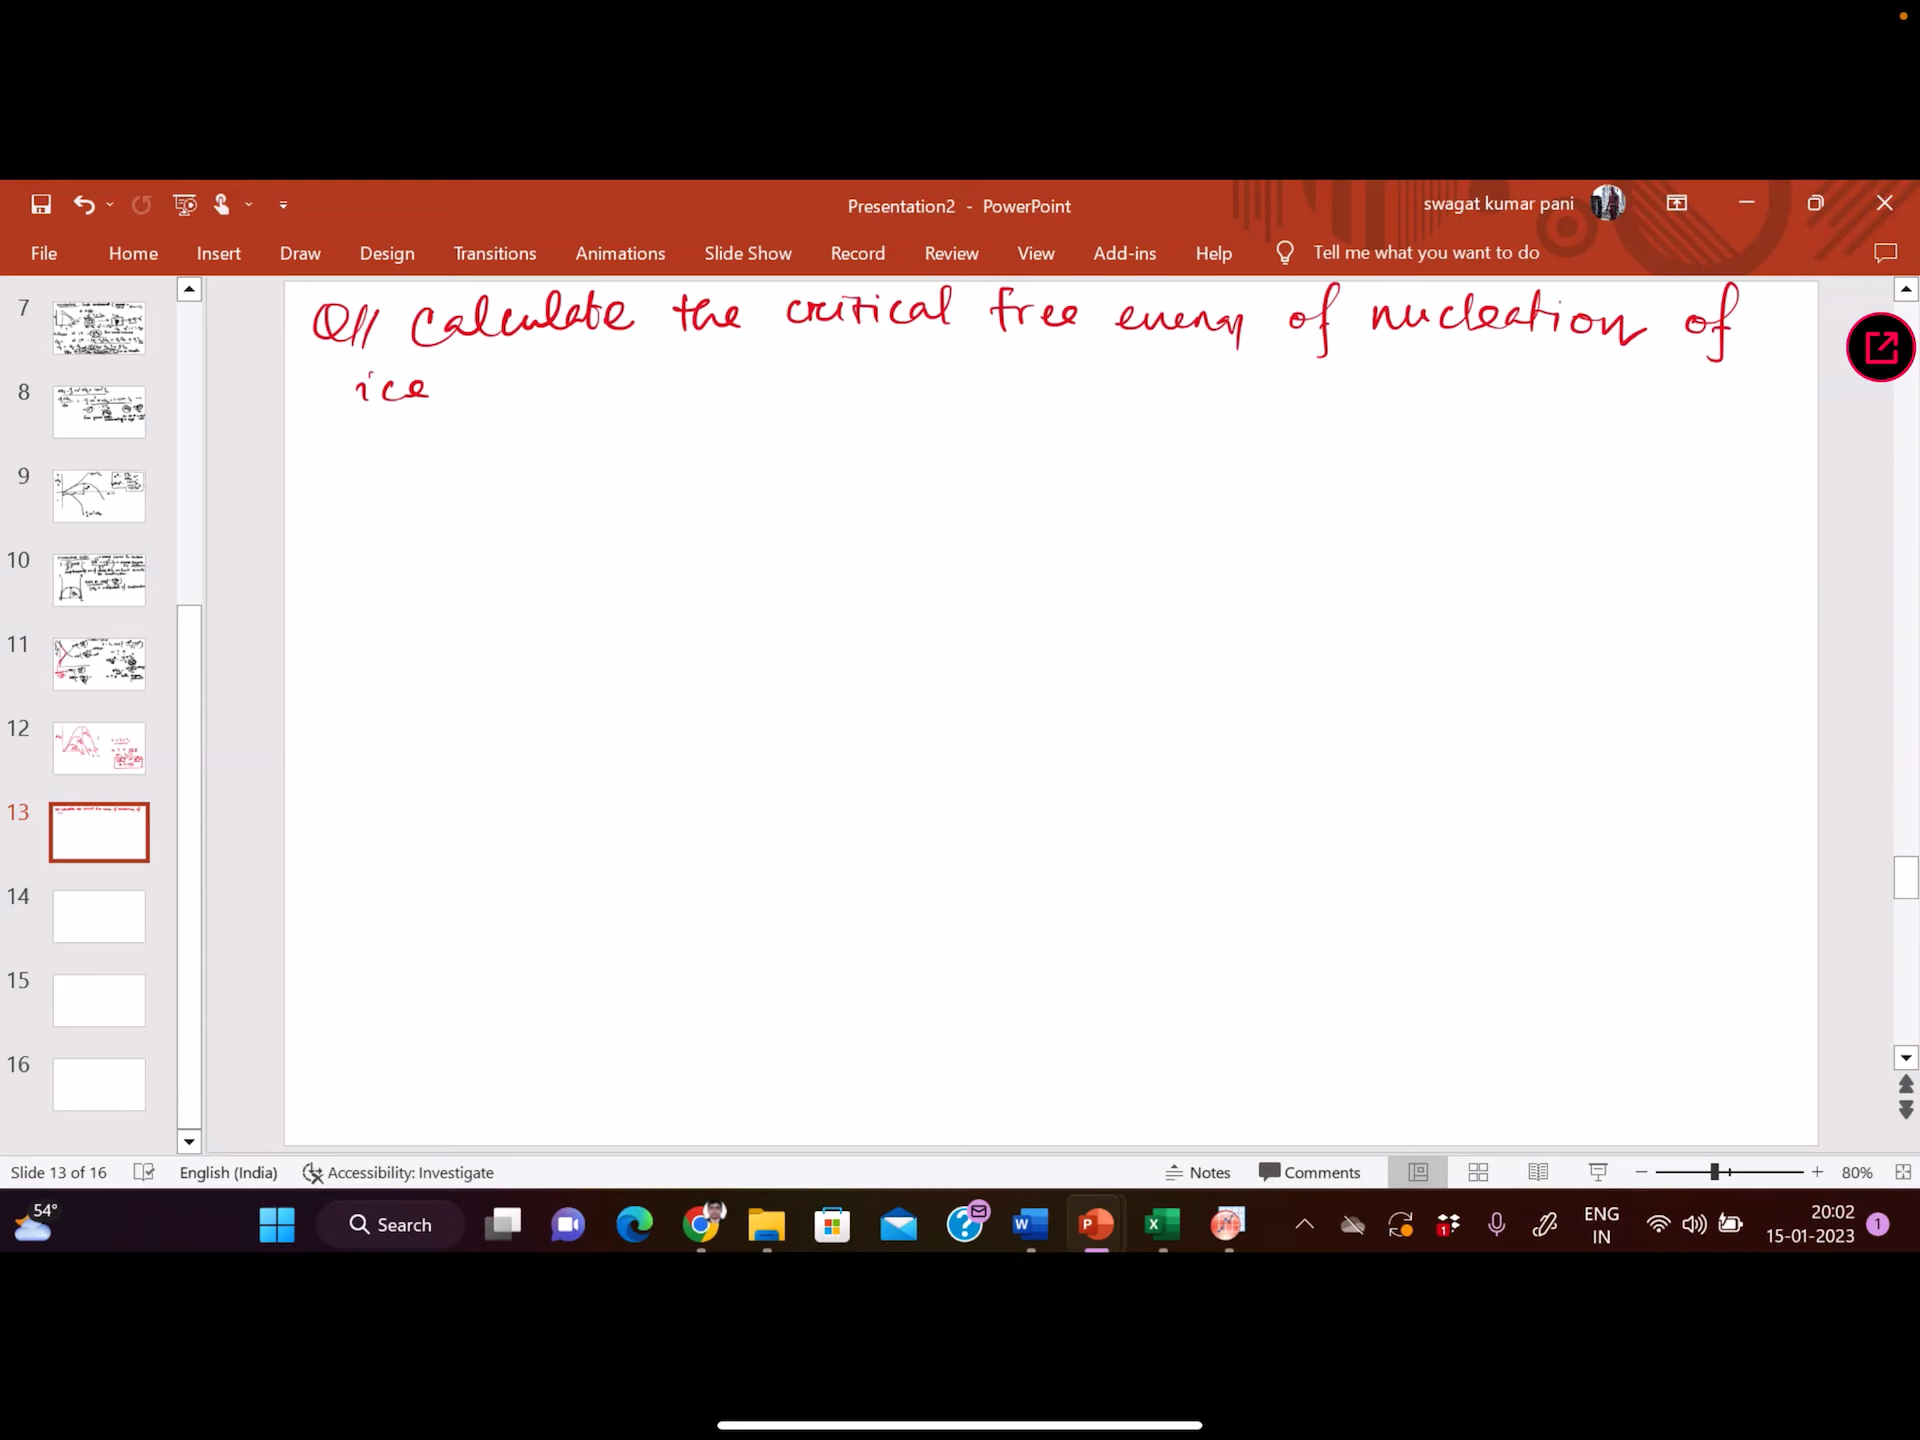 Presentation2 - PowerPoint
swagat kumar pani
File Home Insert Draw Design Transitions Animations Slide Show Record Review View Add-ins Help Tell me what you want to do
Q// Calculate the critical free energy of nucleation of
ice
7
8
9
10
11
12
13
14
15
16
Slide 13 of 16 English (India) Accessibility: Investigate Notes Comments 80%
54° Search ENG 20:02 1
IN 15-01-2023